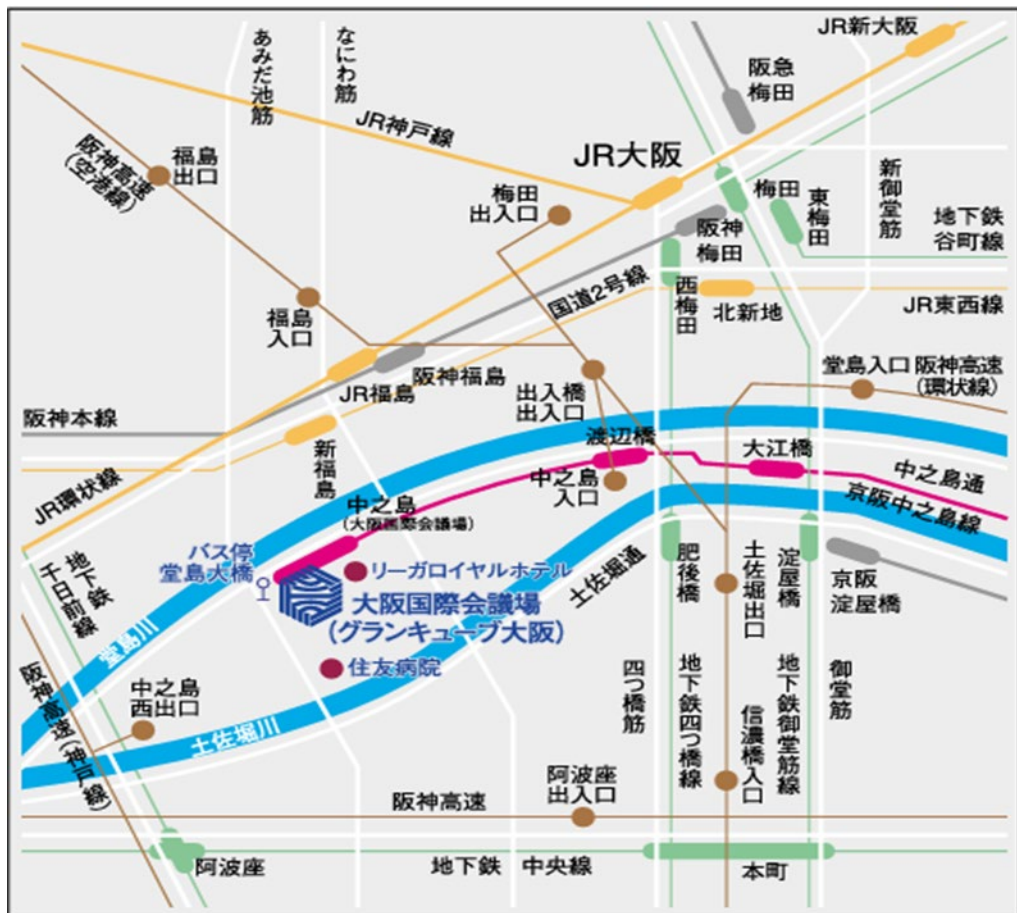 JR新大阪
あみだ池筋
なにわ筋
阪急
梅田
JR神戸線
JR大阪
阪神高速
(空港線)
福島
出口
梅田
出入口
梅田
東梅田
新御堂筋
阪神
梅田
地下鉄
谷町線
国道2号線
西梅田
北新地
JR東西線
福島
入口
阪神福島
JR福島
出入橋
出入口
堂島入口
阪神高速
(環状線)
阪神本線
新福島
渡辺橋
大江橋
中之島
入口
中之島通
京阪中之島線
JR環状線
中之島
(大阪国際会議場)
バス停
堂島大橋
リーガロイヤルホテル
大阪国際会議場
(グランキューブ大阪)
住友病院
土佐堀通
肥後橋
土佐堀出口
淀屋橋
京阪
淀屋橋
地下鉄
千日前線
堂島川
阪神高速(神戸線)
中之島
西出口
土佐堀川
四つ橋筋
地下鉄四つ橋線
信濃橋入口
地下鉄御堂筋線
御堂筋
阪神高速
阿波座
出入口
阿波座
地下鉄 中央線
本町